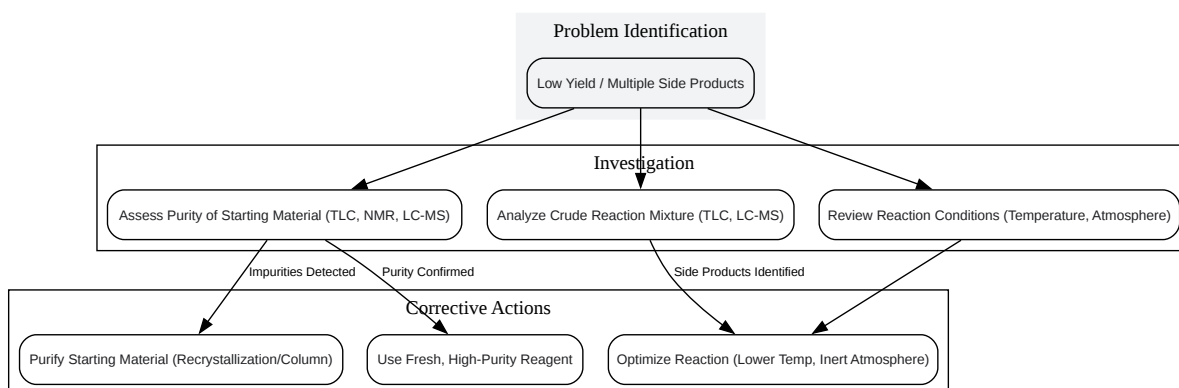 Problem Identification
Low Yield / Multiple Side Products
Investigation
Assess Purity of Starting Material (TLC, NMR, LC-MS)
Analyze Crude Reaction Mixture (TLC, LC-MS)
Review Reaction Conditions (Temperature, Atmosphere)
Impurities Detected
Purity Confirmed
Side Products Identified
Corrective Actions
Purify Starting Material (Recrystallization/Column)
Use Fresh, High-Purity Reagent
Optimize Reaction (Lower Temp, Inert Atmosphere)